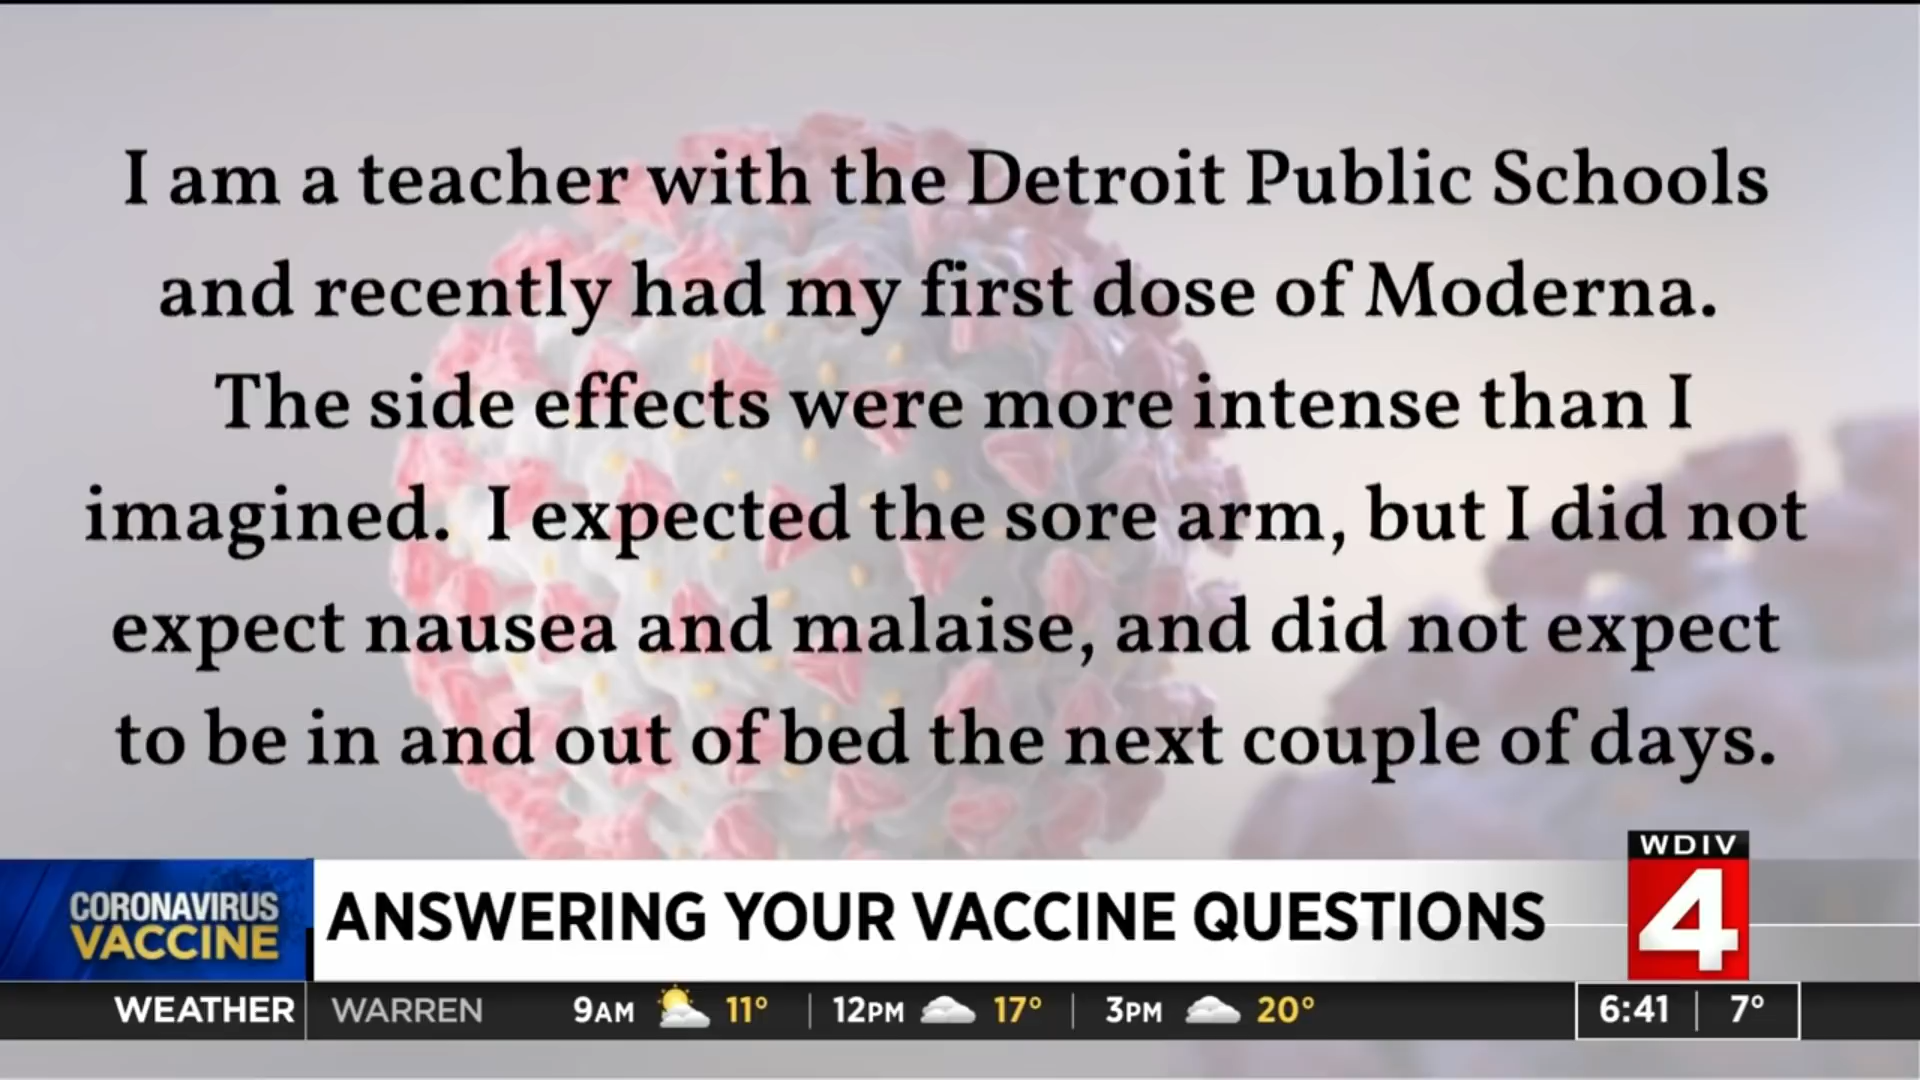 I am a teacher with the Detroit Public Schools
and recently had my first dose of Moderna.
The side effects were more intense than I
imagined.  I expected the sore arm, but I did not
expect nausea and malaise, and did not expect
to be in and out of bed the next couple of days.
WDIV
4
CORONAVIRUS
VACCINE
ANSWERING YOUR VACCINE QUESTIONS
WEATHER WARREN 9AM 11° 12PM 17° 3PM 20° 6:41 7°